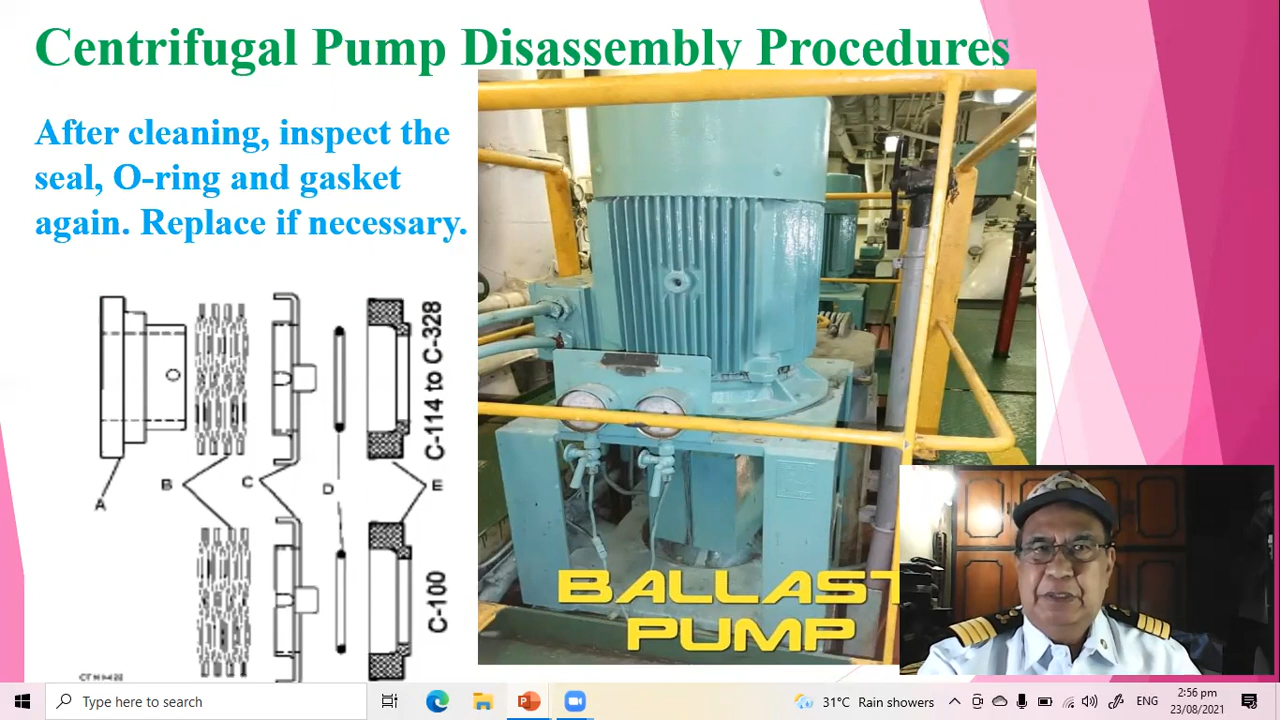 Centrifugal Pump Disassembly Procedures
After cleaning, inspect the
seal, O-ring and gasket
again. Replace if necessary.
C-114 to C-328
A
B
C
D
E
C-100
BALLAST
PUMP
Type here to search
31°C Rain showers
ENG
2:56 pm
23/08/2021